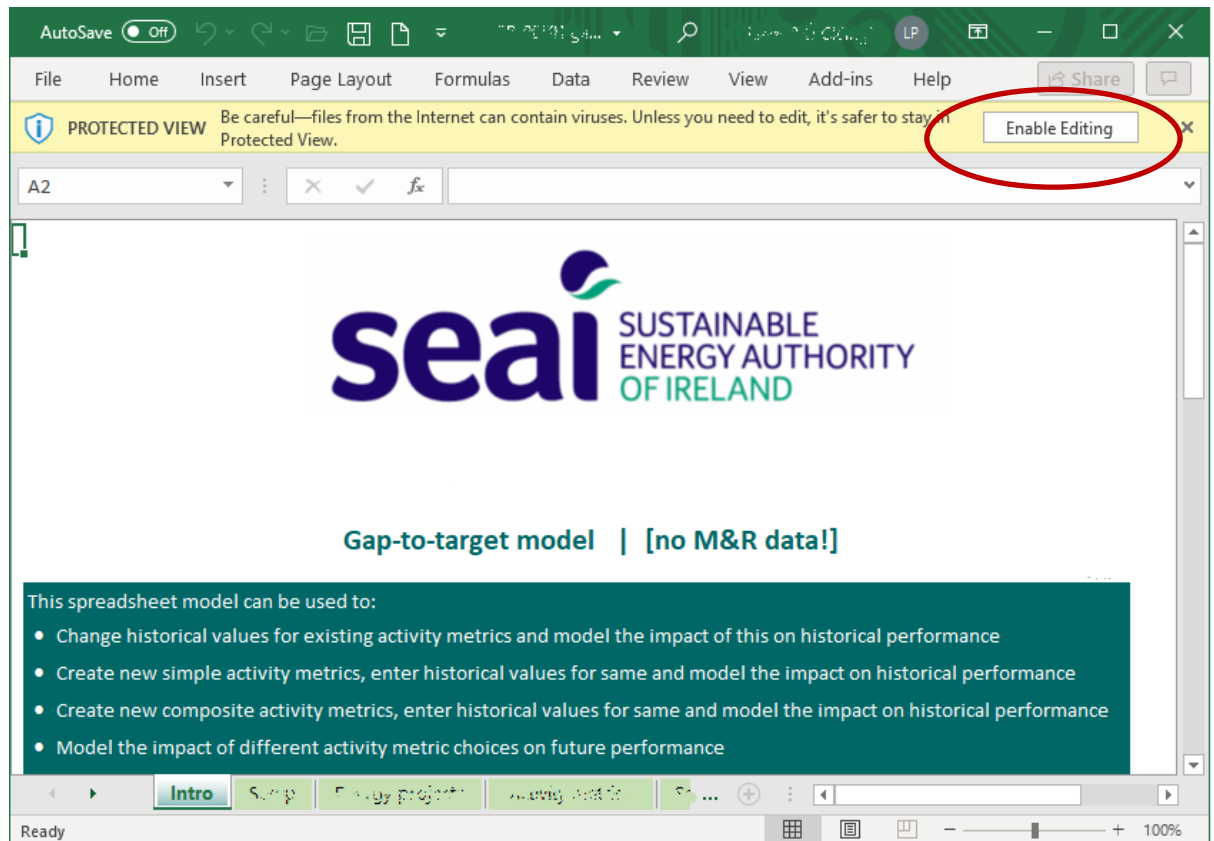 AutoSave Off LP
File Home Insert Page Layout Formulas Data Review View Add-ins Help Share
PROTECTED VIEW Be careful—files from the Internet can contain viruses. Unless you need to edit, it's safer to stay in
Protected View.
Enable Editing
A2 fx
seai SUSTAINABLE
ENERGY AUTHORITY
OF IRELAND
Gap-to-target model | [no M&R data!]
This spreadsheet model can be used to:
• Change historical values for existing activity metrics and model the impact of this on historical performance
• Create new simple activity metrics, enter historical values for same and model the impact on historical performance
• Create new composite activity metrics, enter historical values for same and model the impact on historical performance
• Model the impact of different activity metric choices on future performance
Intro ...
Ready 100%